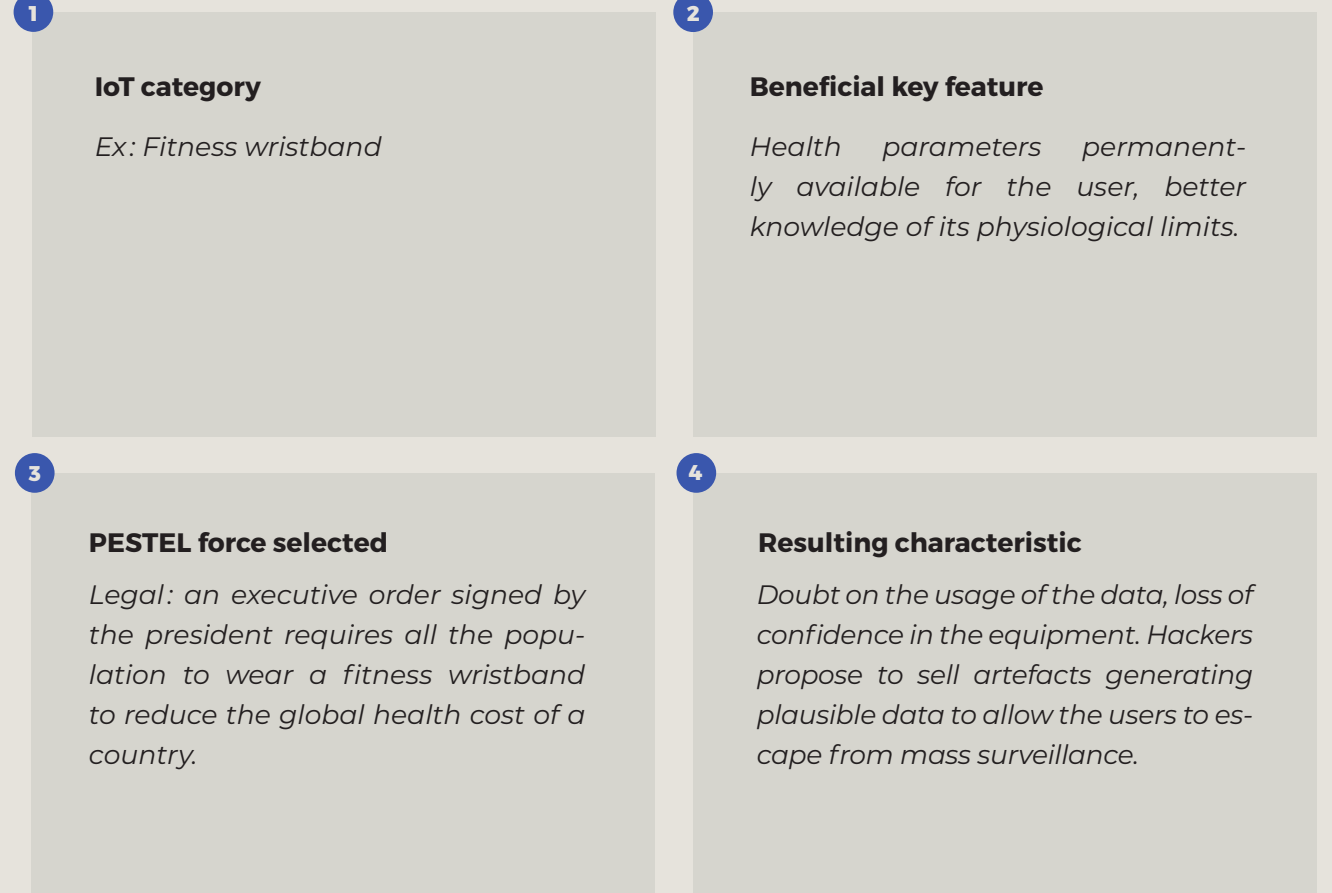 1
IoT category
Ex : Fitness wristband
2
Beneficial key feature
Health parameters permanent-
ly available for the user, better
knowledge of its physiological limits.
3
PESTEL force selected
Legal : an executive order signed by
the president requires all the popu-
lation to wear a fitness wristband
to reduce the global health cost of a
country.
4
Resulting characteristic
Doubt on the usage of the data, loss of
confidence in the equipment. Hackers
propose to sell artefacts generating
plausible data to allow the users to es-
cape from mass surveillance.